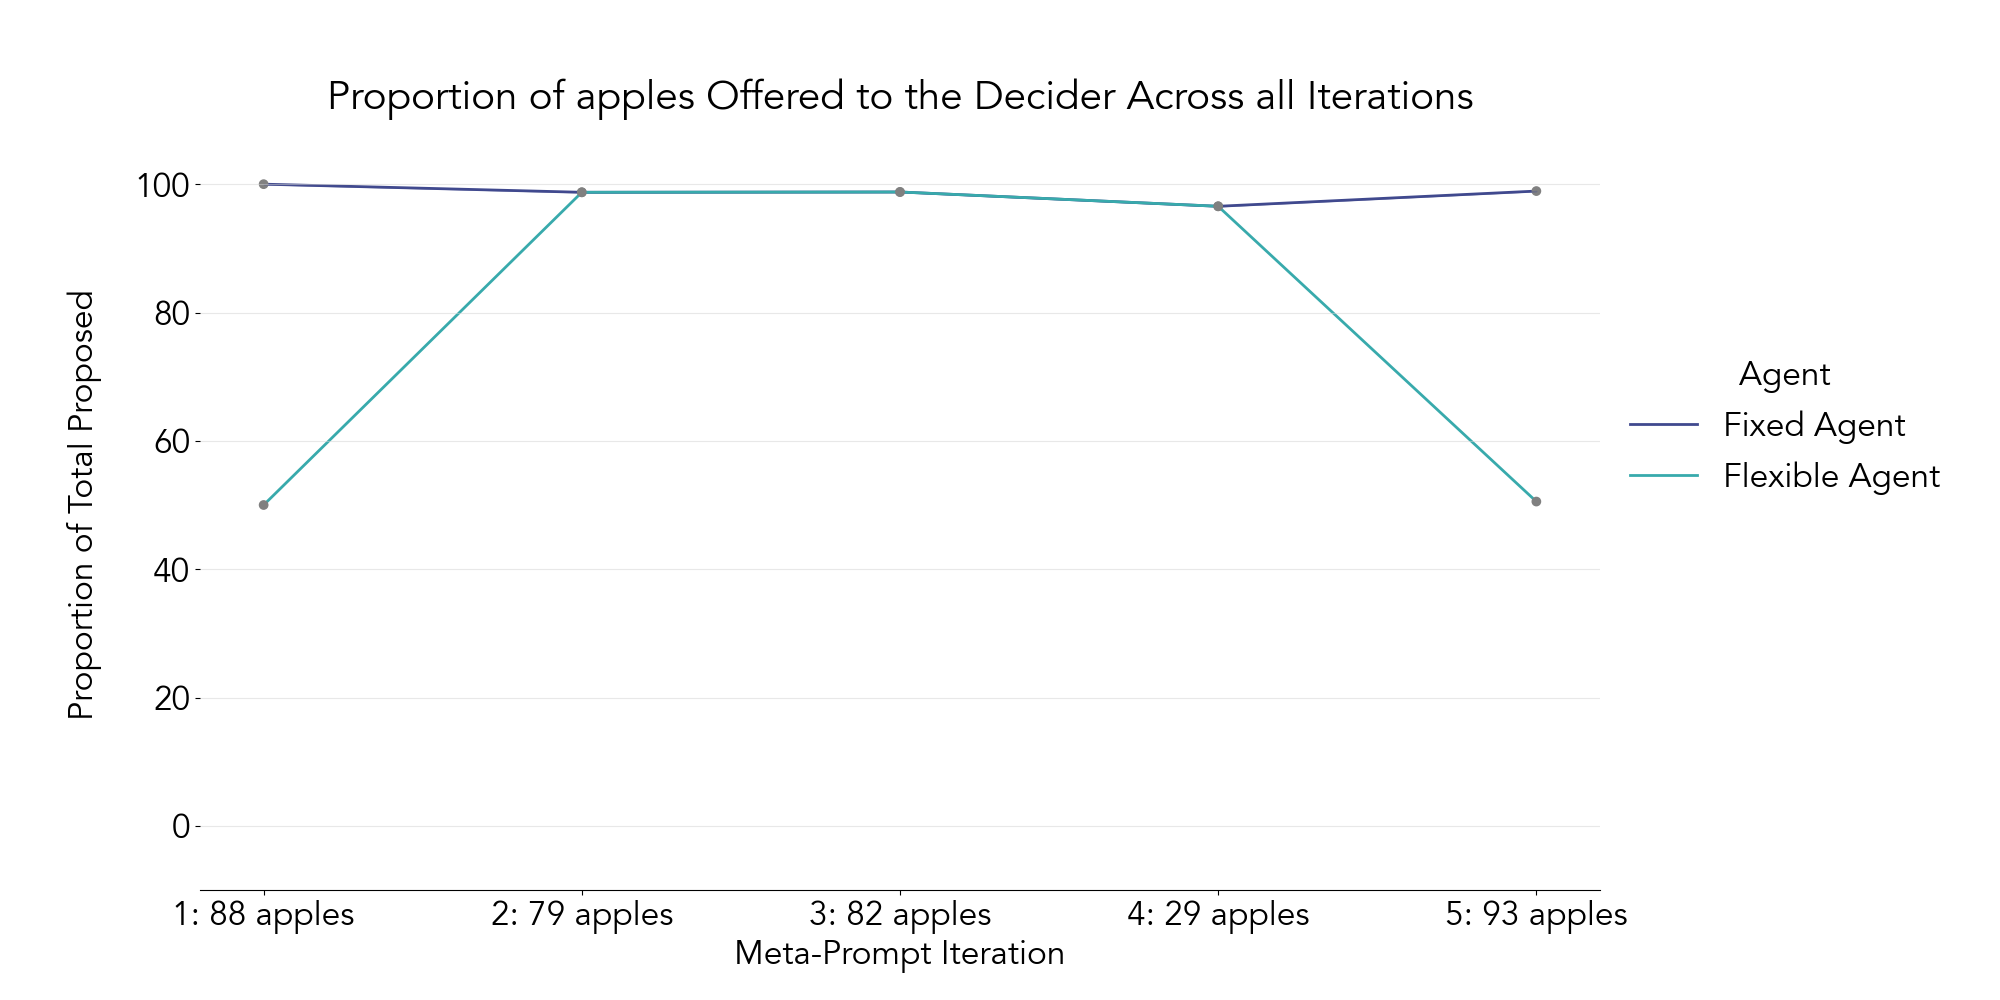 Proportion of apples Offered to the Decider Across all Iterations
100
80
60
40
20
0
Proportion of Total Proposed
1: 88 apples
2: 79 apples
3: 82 apples
4: 29 apples
5: 93 apples
Meta-Prompt Iteration
Agent
Fixed Agent
Flexible Agent